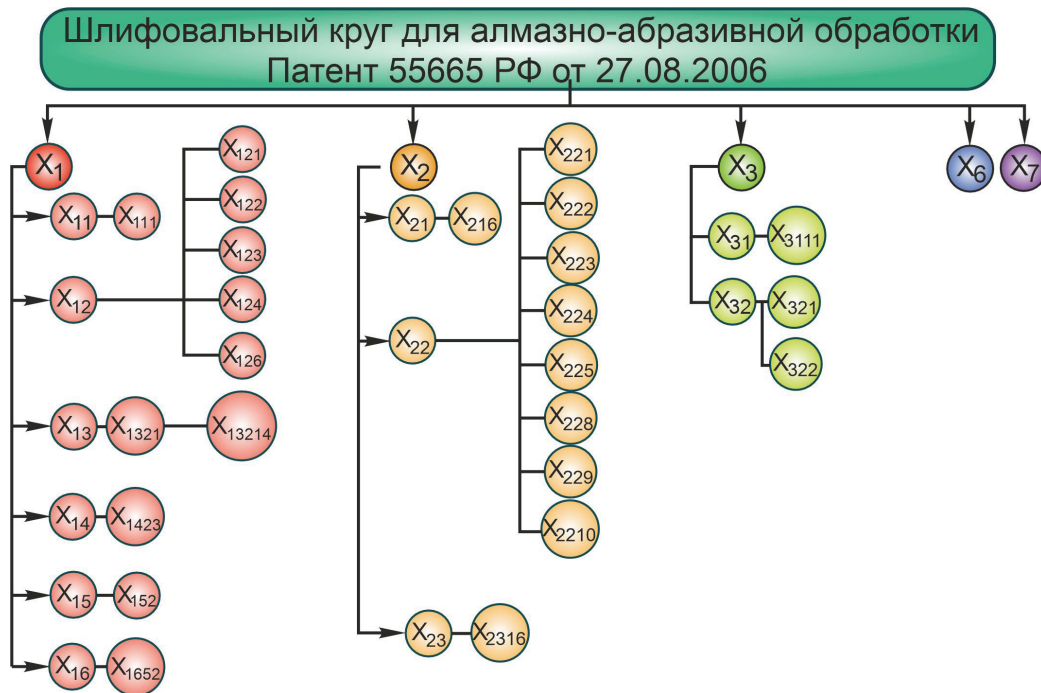 Шлифовальный круг для алмазно-абразивной обработки
Патент 55665 РФ от 27.08.2006
X1
X2
X3
X6
X7
X11
X111
X12
X121
X122
X123
X124
X126
X13
X1321
X13214
X14
X1423
X15
X152
X16
X1652
X21
X216
X22
X221
X222
X223
X224
X225
X228
X229
X2210
X23
X2316
X31
X3111
X32
X321
X322